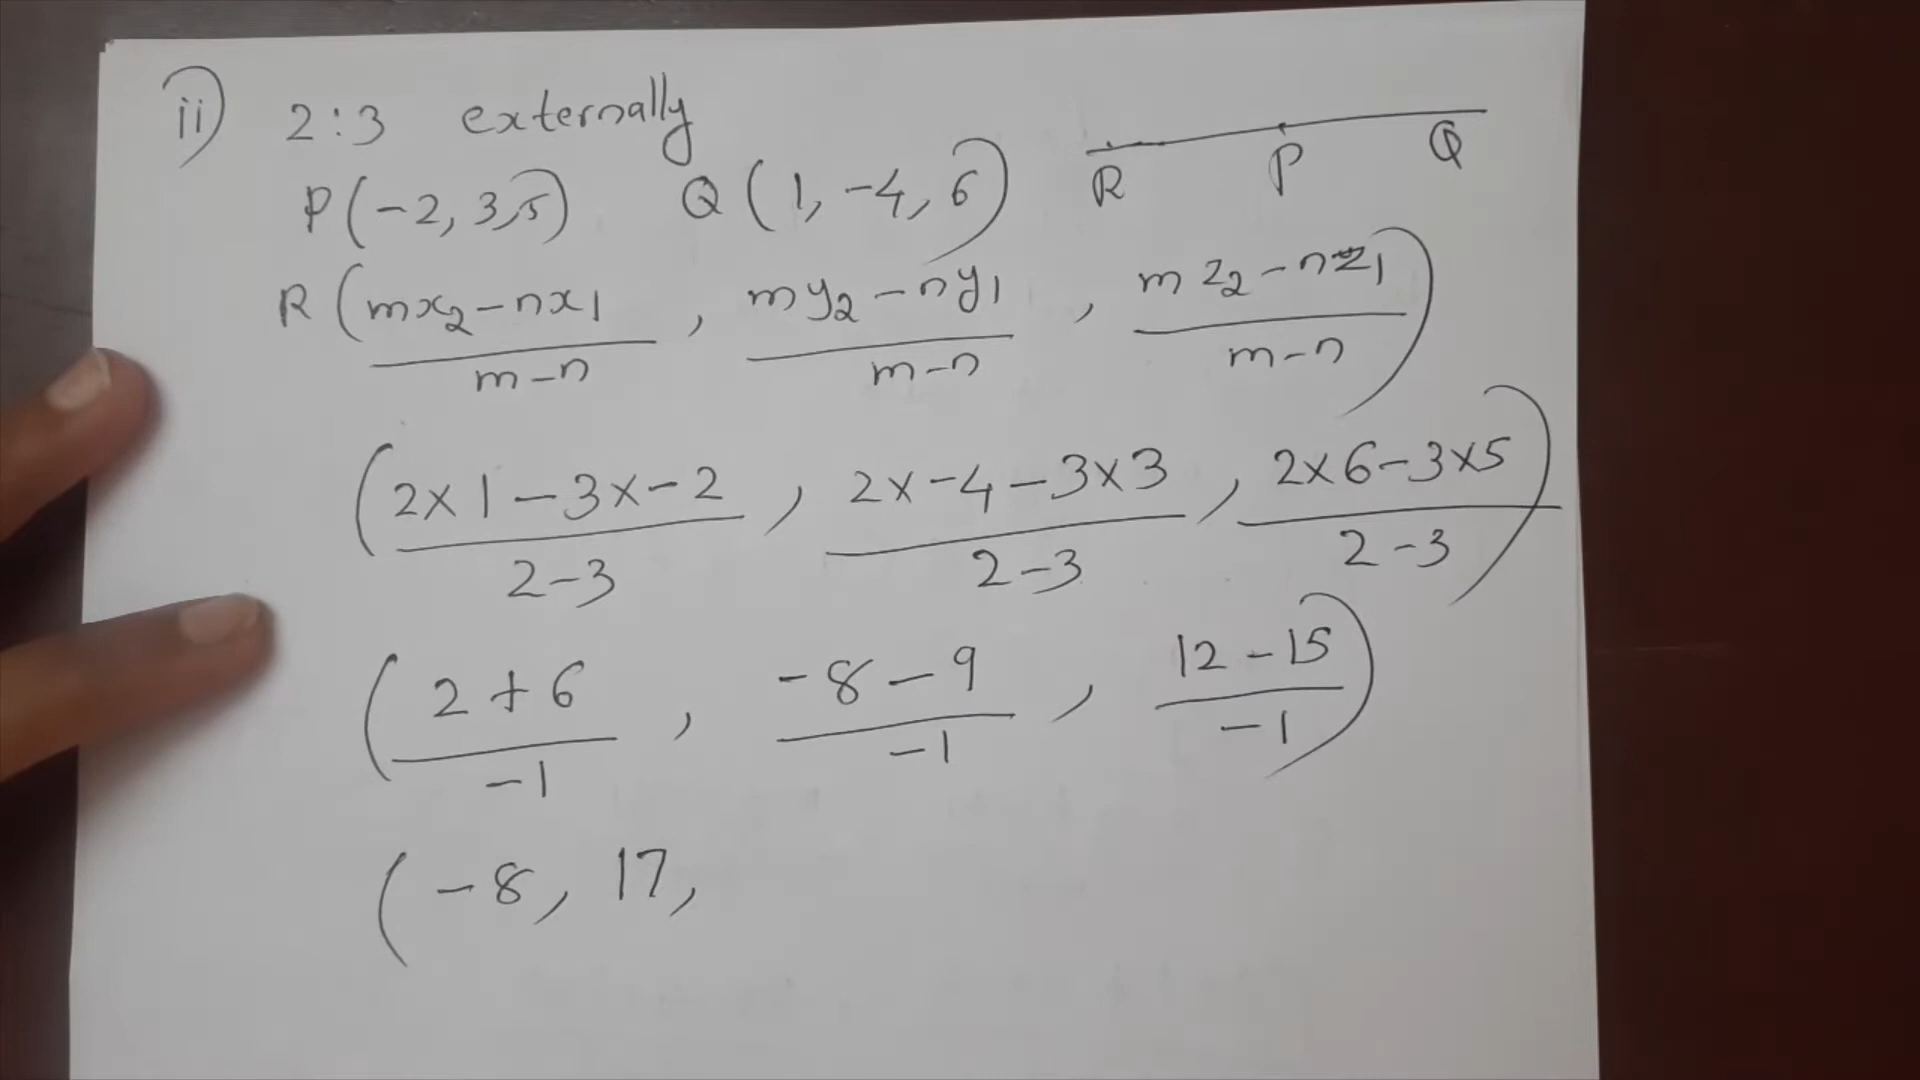 ii) 2:3 externally
P(-2, 3,5) Q(1, -4, 6) R P Q
R(mx₂-nx₁/m-n, my₂-ny₁/m-n, mz₂-nz₁/m-n)
(2×1-3×-2/2-3, 2×-4-3×3/2-3, 2×6-3×5/2-3)
(2+6/-1, -8-9/-1, 12-15/-1)
(-8, 17,